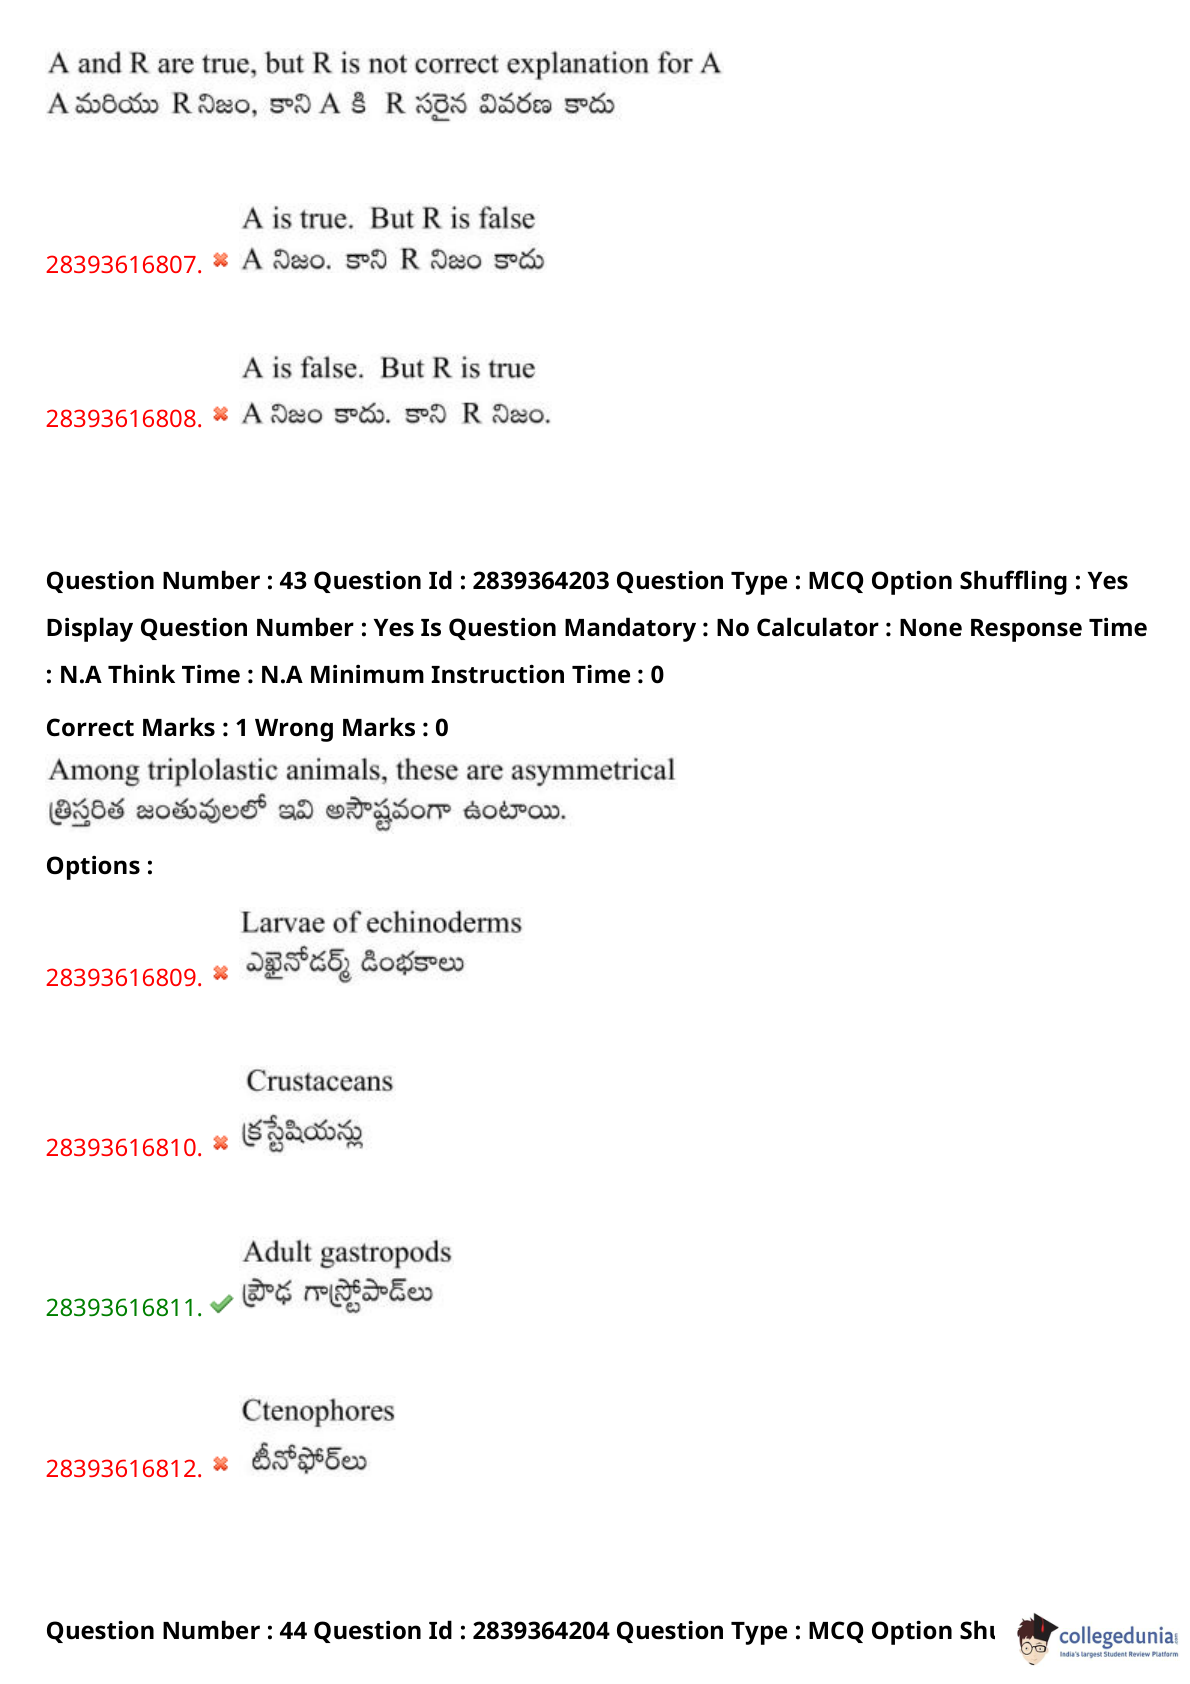 A and R are true, but R is not correct explanation for A
A మరియు R నిజం, కాని A కి R సరైన వివరణ కాదు
A is true. But R is false
28393616807. A నిజం. కాని R నిజం కాదు
A is false. But R is true
28393616808. A నిజం కాదు. కాని R నిజం.
Question Number : 43 Question Id : 2839364203 Question Type : MCQ Option Shuffling : Yes
Display Question Number : Yes Is Question Mandatory : No Calculator : None Response Time
: N.A Think Time : N.A Minimum Instruction Time : 0
Correct Marks : 1 Wrong Marks : 0
Among triplolastic animals, these are asymmetrical
త్రిస్తరిత జంతువులలో ఇవి అసౌష్టవంగా ఉంటాయి.
Options :
Larvae of echinoderms
28393616809. ఎఖైనోడర్మ్ డింభకాలు
Crustaceans
28393616810. క్రస్టేషియన్లు
Adult gastropods
28393616811. ప్రౌఢ గాస్ట్రోపాడ్‌లు
Ctenophores
28393616812. టీనోఫోర్‌లు
Question Number : 44 Question Id : 2839364204 Question Type : MCQ Option Shu
collegedunia
India's largest Student Review Platform